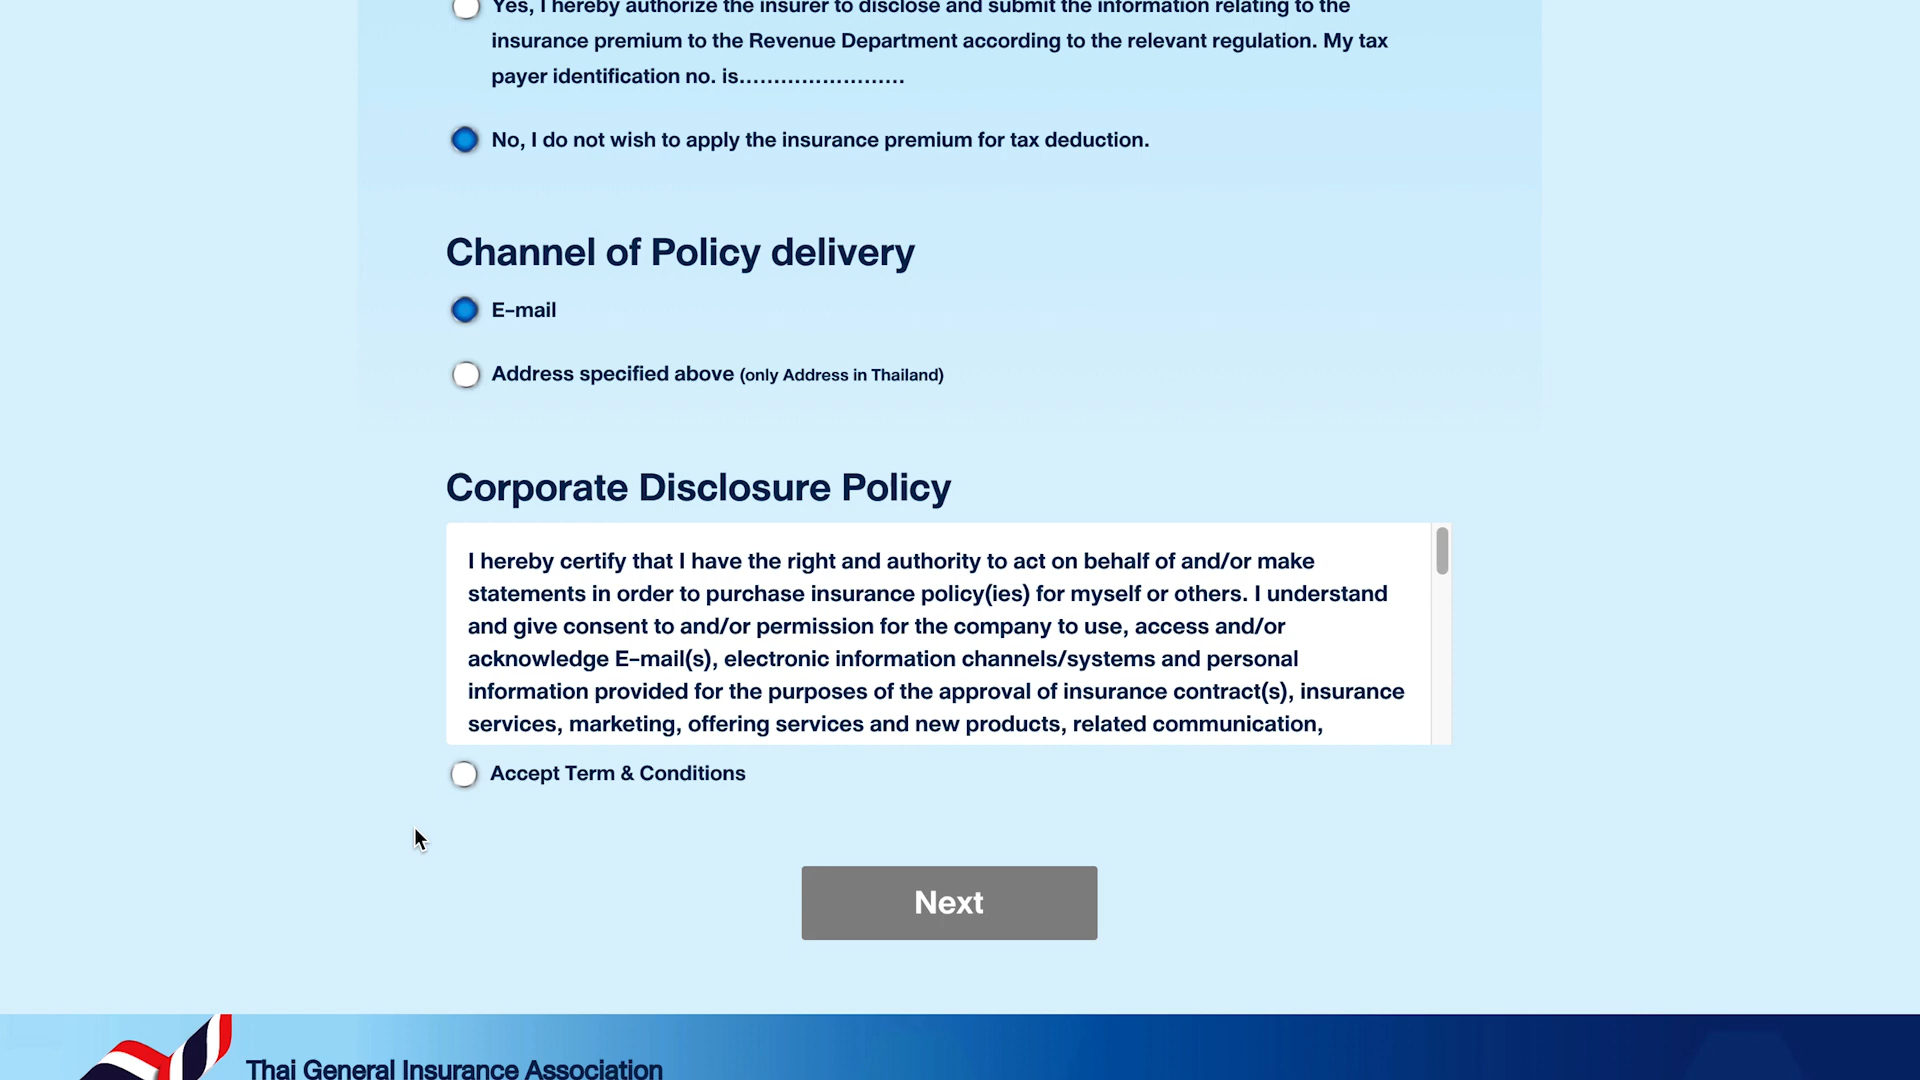 Yes, I hereby authorize the insurer to disclose and submit the information relating to the
insurance premium to the Revenue Department according to the relevant regulation. My tax
payer identification no. is........................
No, I do not wish to apply the insurance premium for tax deduction.
Channel of Policy delivery
E-mail
Address specified above (only Address in Thailand)
Corporate Disclosure Policy
I hereby certify that I have the right and authority to act on behalf of and/or make
statements in order to purchase insurance policy(ies) for myself or others. I understand
and give consent to and/or permission for the company to use, access and/or
acknowledge E-mail(s), electronic information channels/systems and personal
information provided for the purposes of the approval of insurance contract(s), insurance
services, marketing, offering services and new products, related communication,
Accept Term & Conditions
Next
Thai General Insurance Association